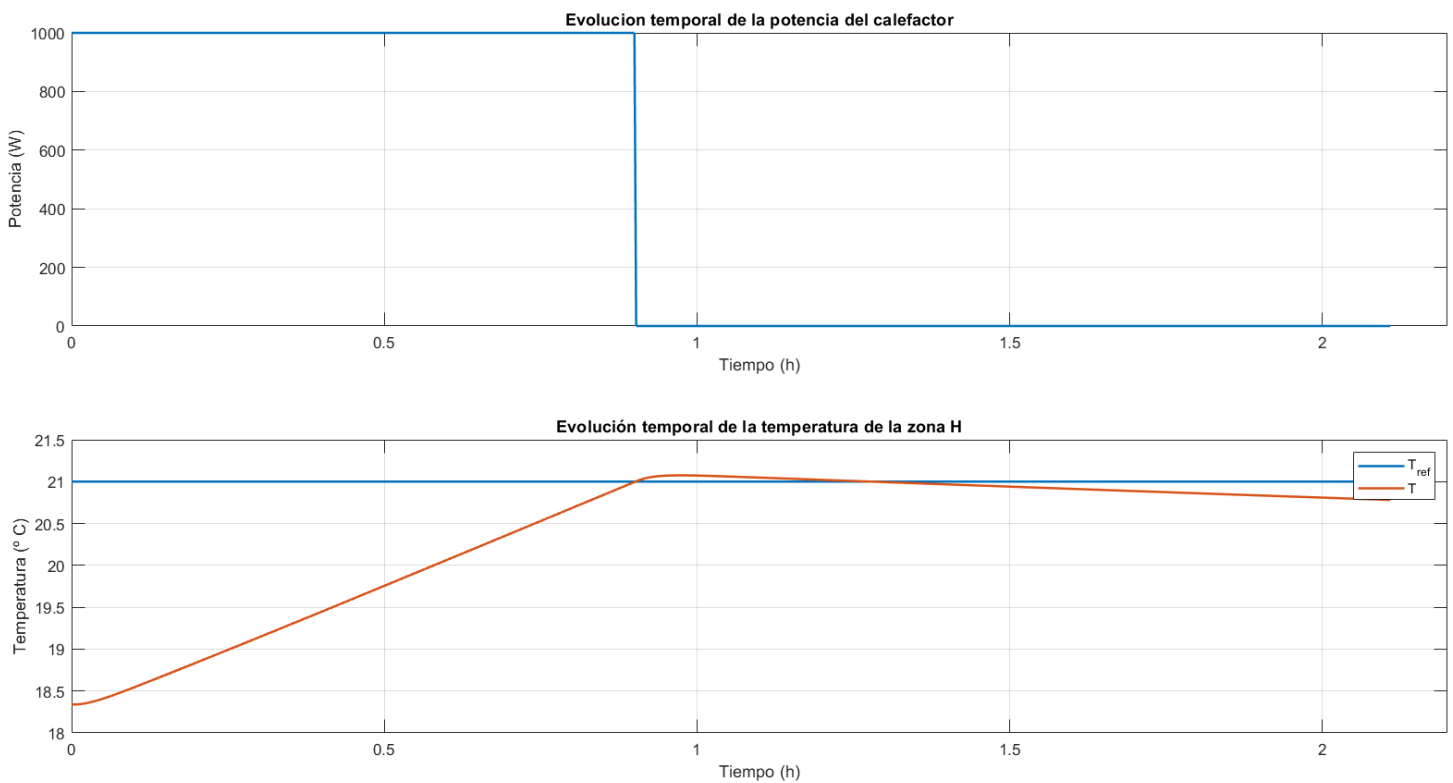 Evolucion temporal de la potencia del calefactor
Potencia (W)
1000
800
600
400
200
0
0 0.5 1 1.5 2
Tiempo (h)
Evolución temporal de la temperatura de la zona H
Temperatura (º C)
21.5
21
20.5
20
19.5
19
18.5
18
T_ref
T
0 0.5 1 1.5 2
Tiempo (h)